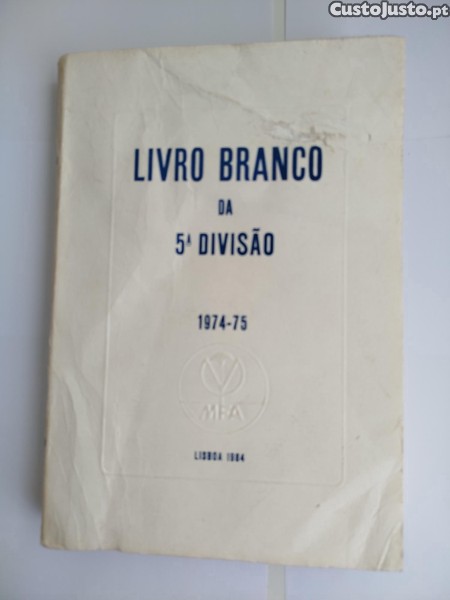 CustoJusto.pt
LIVRO BRANCO
DA
5ª DIVISÃO
1974-75
MFA
LISBOA 1984